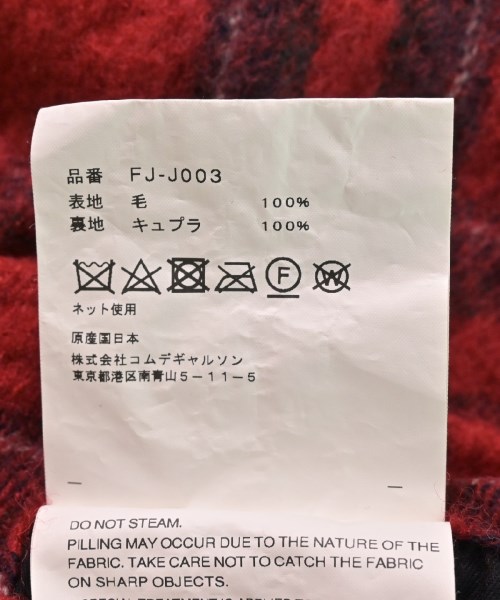 品番 FJ-J003
表地 毛 100%
裏地 キュプラ 100%
F W
ネット使用
原産国日本
株式会社コムデギャルソン
東京都港区南青山5-11-5
DO NOT STEAM.
PILLING MAY OCCUR DUE TO THE NATURE OF THE
FABRIC. TAKE CARE NOT TO CATCH THE FABRIC
ON SHARP OBJECTS.